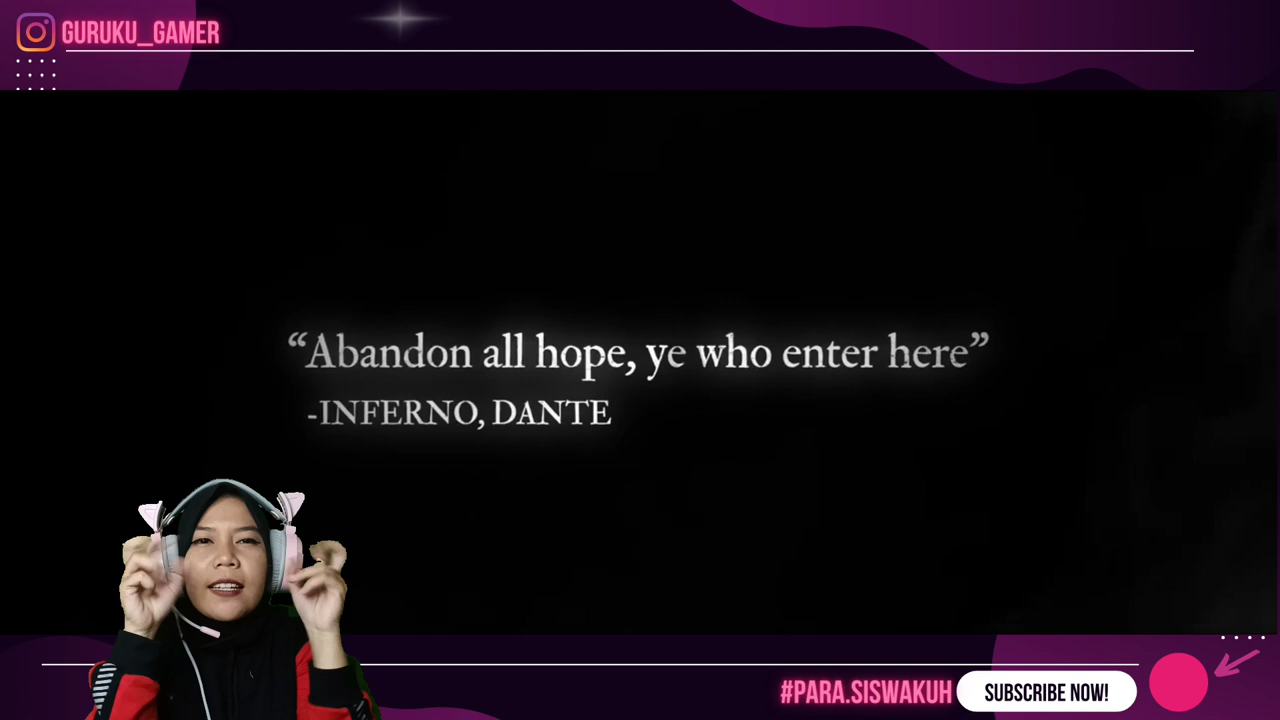 GURUKU_GAMER
“Abandon all hope, ye who enter here”
-INFERNO, DANTE
#PARA.SISWAKUH
SUBSCRIBE NOW!